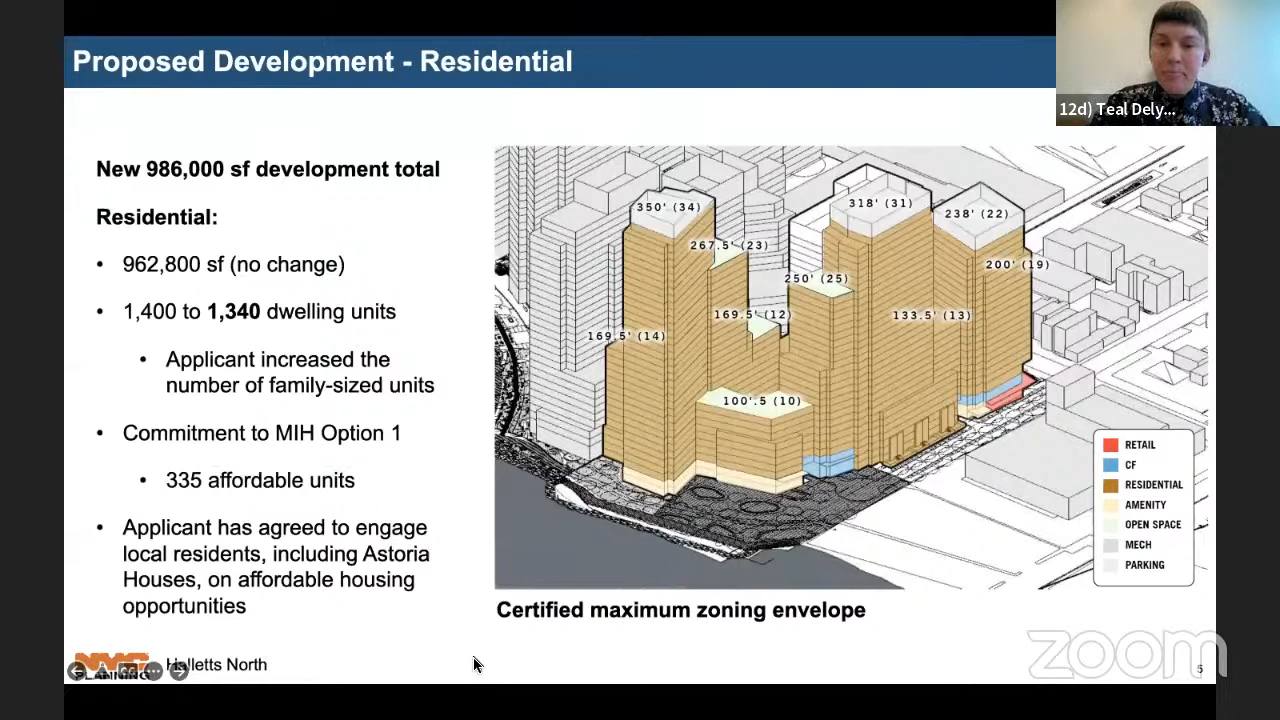 Proposed Development - Residential
12d) Teal Dely...
New 986,000 sf development total
Residential:
• 962,800 sf (no change)
• 1,400 to 1,340 dwelling units
• Applicant increased the
number of family-sized units
• Commitment to MIH Option 1
• 335 affordable units
• Applicant has agreed to engage
local residents, including Astoria
Houses, on affordable housing
opportunities
350' (34)
318' (31)
238' (22)
267.5' (23)
200' (19)
250' (25)
169.5' (12)
133.5' (13)
169.5' (14)
100'.5 (10)
RETAIL
CF
RESIDENTIAL
AMENITY
OPEN SPACE
MECH
PARKING
Certified maximum zoning envelope
NYC
PLANNING
Halletts North
zoom
5